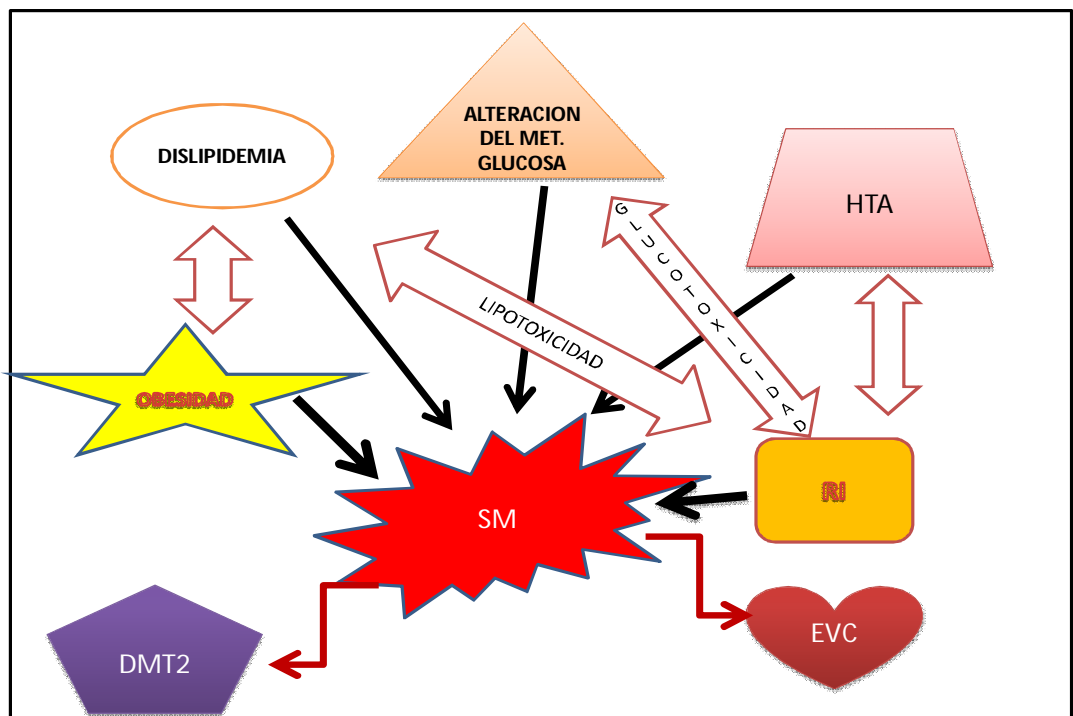 ALTERACION
DEL MET.
GLUCOSA
DISLIPIDEMIA
HTA
GLUCOTOXICIDAD
LIPOTOXICIDAD
OBESIDAD
RI
SM
EVC
DMT2